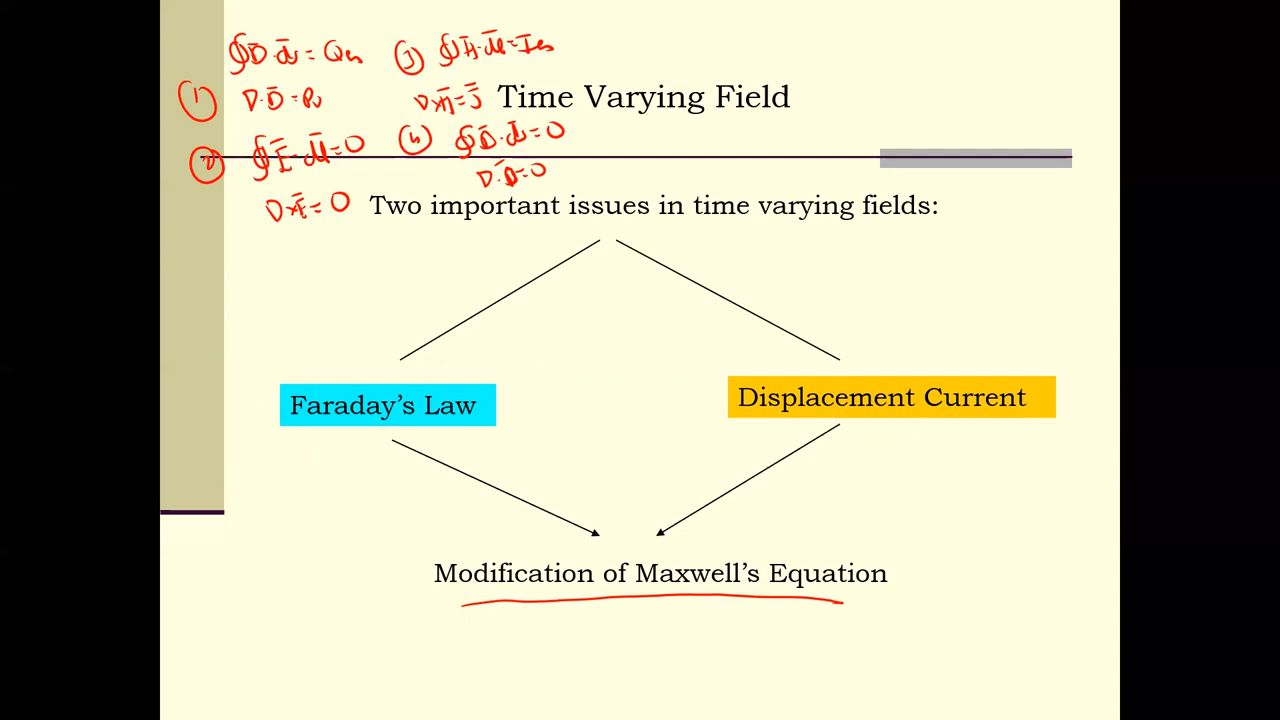 ∮D̄·ds̄ = Qen
① ∇·D̄ = ρv
② ∮Ē·dl̄ = 0
∇×Ē = 0
③ ∮H̄·dl̄ = Ien
∇×H̄ = J̄
④ ∮B̄·ds̄ = 0
∇·B̄ = 0
Time Varying Field
Two important issues in time varying fields:
Faraday’s Law
Displacement Current
Modification of Maxwell’s Equation